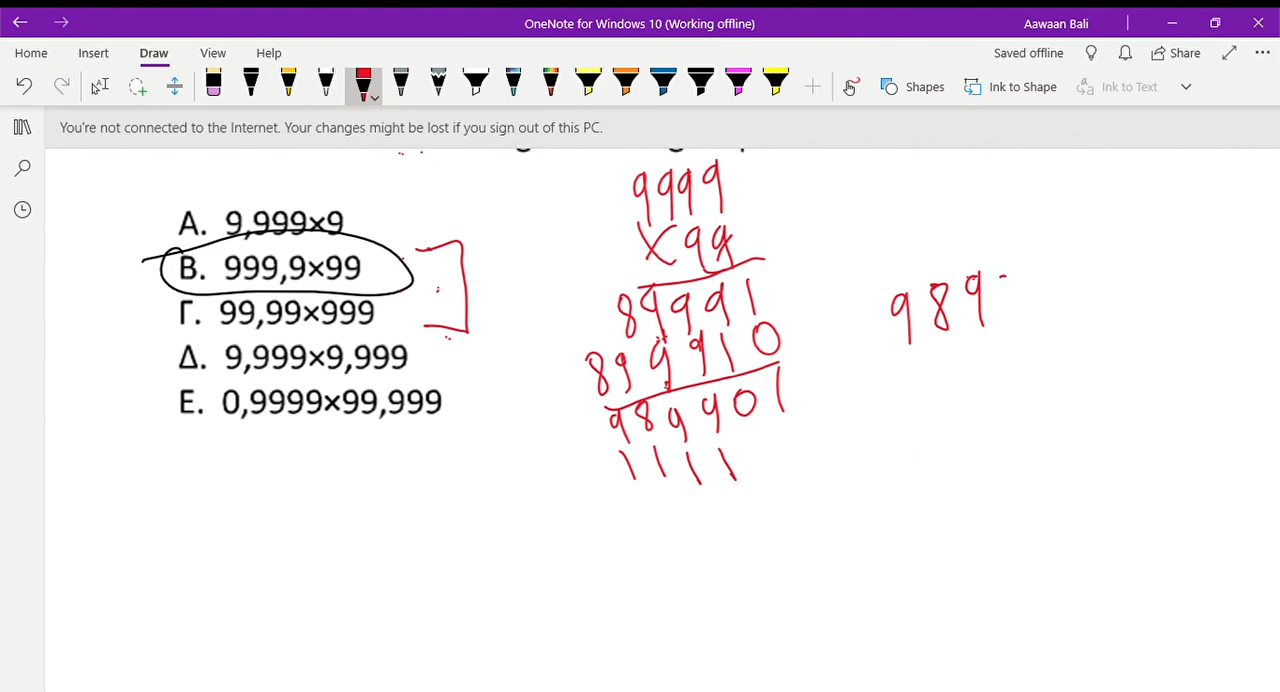 OneNote for Windows 10 (Working offline)
Aawaan Bali
Home Insert Draw View Help
Saved offline
Share
Shapes
Ink to Shape
Ink to Text
You're not connected to the Internet. Your changes might be lost if you sign out of this PC.
Α. 9,999×9
Β. 999,9×99
Γ. 99,99×999
Δ. 9,999×9,999
Ε. 0,9999×99,999
9999
×99
89991
899910
989901
1111
989